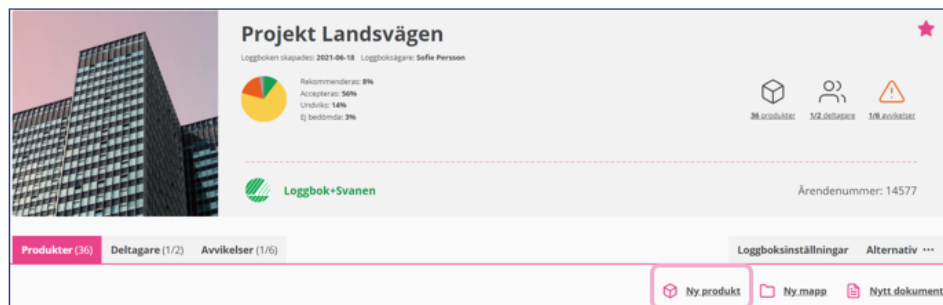 Projekt Landsvägen
Loggboken skapades: 2021-06-18 Loggboksägare: Sofie Persson
Rekommenderas: 8%
Accepteras: 56%
Undviks: 14%
Ej bedömda: 3%
36 produkter 1/2 deltagare 1/6 avvikelser
Loggbok+Svanen Ärendenummer: 14577
Produkter (36) Deltagare (1/2) Avvikelser (1/6) Loggboksinställningar Alternativ ···
Ny produkt Ny mapp Nytt dokument